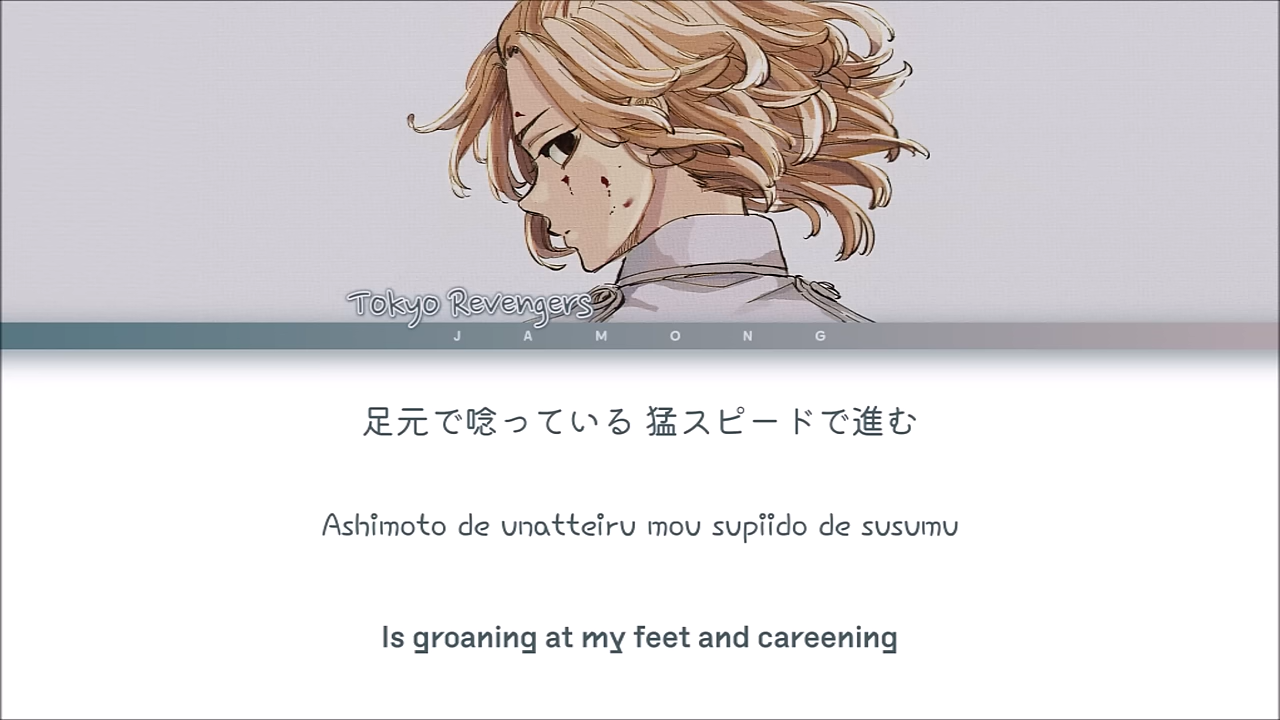 Tokyo Revengers
JAMONG
足元で唸っている 猛スピードで進む
Ashimoto de unatteiru mou supiido de susumu
Is groaning at my feet and careening